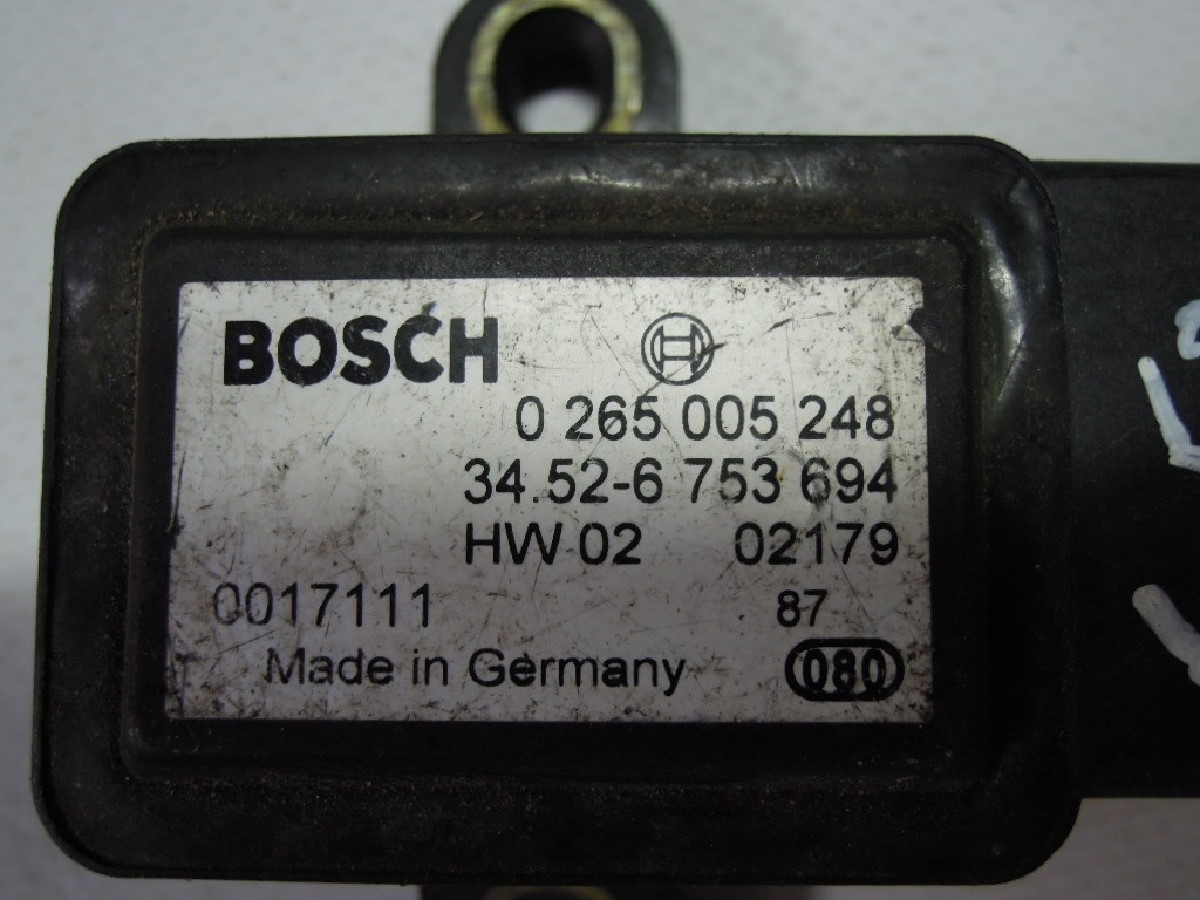 BOSCH
0 265 005 248
34.52-6 753 694
HW 02 02179
0017111 87
Made in Germany 080